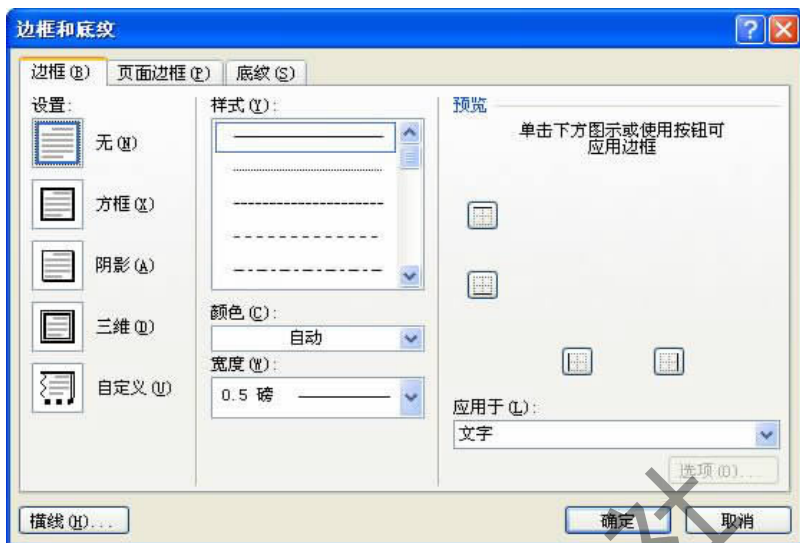 边框和底纹
边框(B) 页面边框(P) 底纹(S)
设置:
无(N)
方框(X)
阴影(A)
三维(D)
自定义(U)
样式(Y):
颜色(C):
自动
宽度(W):
0.5 磅
预览
单击下方图示或使用按钮可
应用边框
应用于(L):
文字
选项(O)...
横线(H)...
确定
取消
社